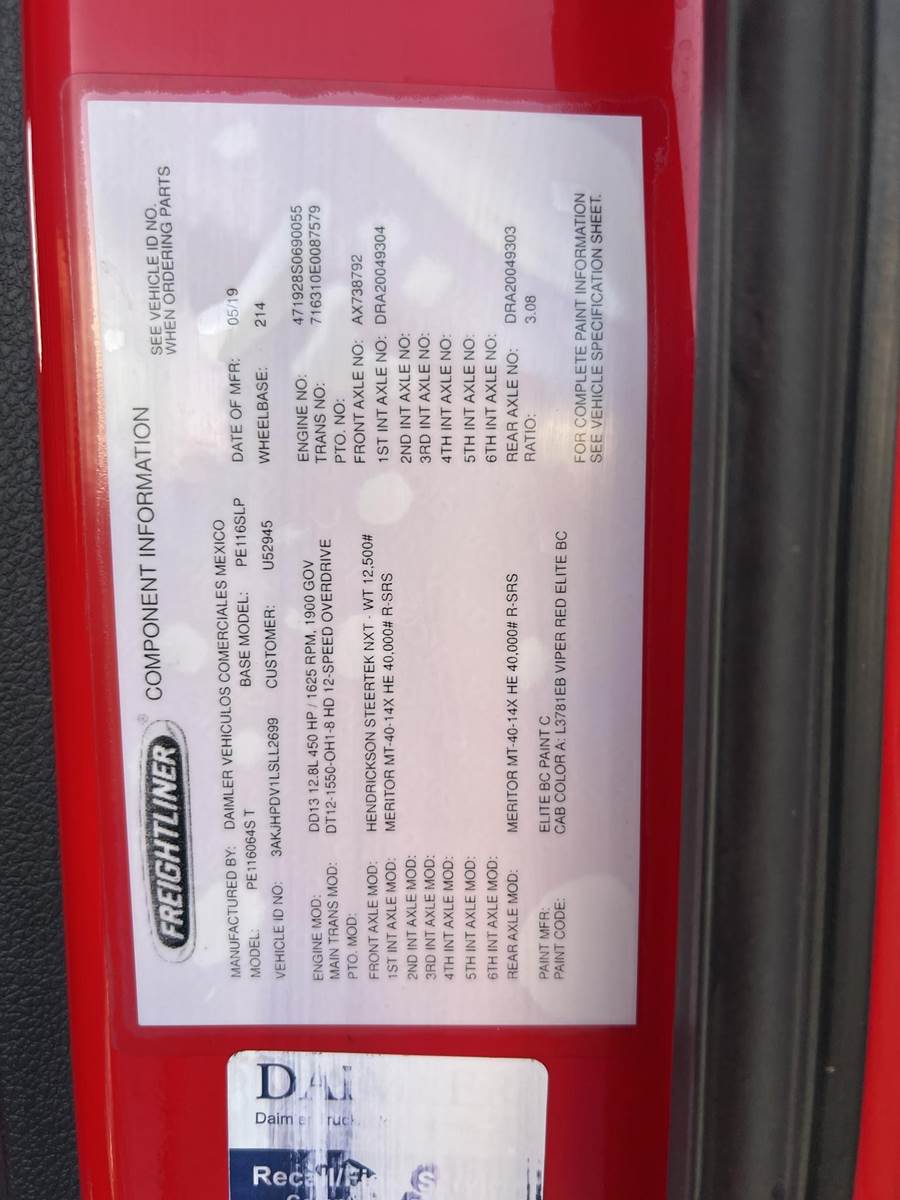 FREIGHTLINER® COMPONENT INFORMATION
SEE VEHICLE ID NO.
WHEN ORDERING PARTS
MANUFACTURED BY: DAIMLER VEHICULOS COMERCIALES MEXICO DATE OF MFR: 05/19
MODEL: PE116064S T BASE MODEL: PE116SLP WHEELBASE: 214
VEHICLE ID NO: 3AKJHPDV1LSLL2699 CUSTOMER: U52945
ENGINE MOD: DD13 12.8L 450 HP / 1625 RPM, 1900 GOV ENGINE NO: 471928S0690055
MAIN TRANS MOD: DT12-1550-OH1-8 HD 12-SPEED OVERDRIVE TRANS NO: 716310E0087579
PTO. MOD: PTO. NO:
FRONT AXLE MOD: HENDRICKSON STEERTEK NXT - WT 12,500# FRONT AXLE NO: AX738792
1ST INT AXLE MOD: MERITOR MT-40-14X HE 40,000# R-SRS 1ST INT AXLE NO: DRA20049304
2ND INT AXLE MOD: 2ND INT AXLE NO:
3RD INT AXLE MOD: 3RD INT AXLE NO:
4TH INT AXLE MOD: 4TH INT AXLE NO:
5TH INT AXLE MOD: 5TH INT AXLE NO:
6TH INT AXLE MOD: 6TH INT AXLE NO:
REAR AXLE MOD: MERITOR MT-40-14X HE 40,000# R-SRS REAR AXLE NO: DRA20049303
RATIO: 3.08
PAINT MFR: ELITE BC PAINT C
PAINT CODE: CAB COLOR A: L3781EB VIPER RED ELITE BC
FOR COMPLETE PAINT INFORMATION
SEE VEHICLE SPECIFICATION SHEET.